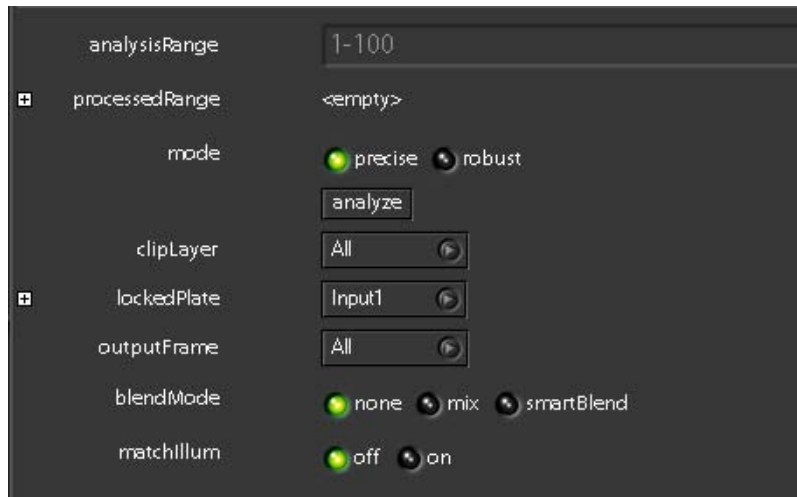 analysisRange 1-100
processedRange <empty>
mode precise robust
analyze
clipLayer All
lockedPlate Input1
outputFrame All
blendMode none mix smartBlend
matchIllum off on